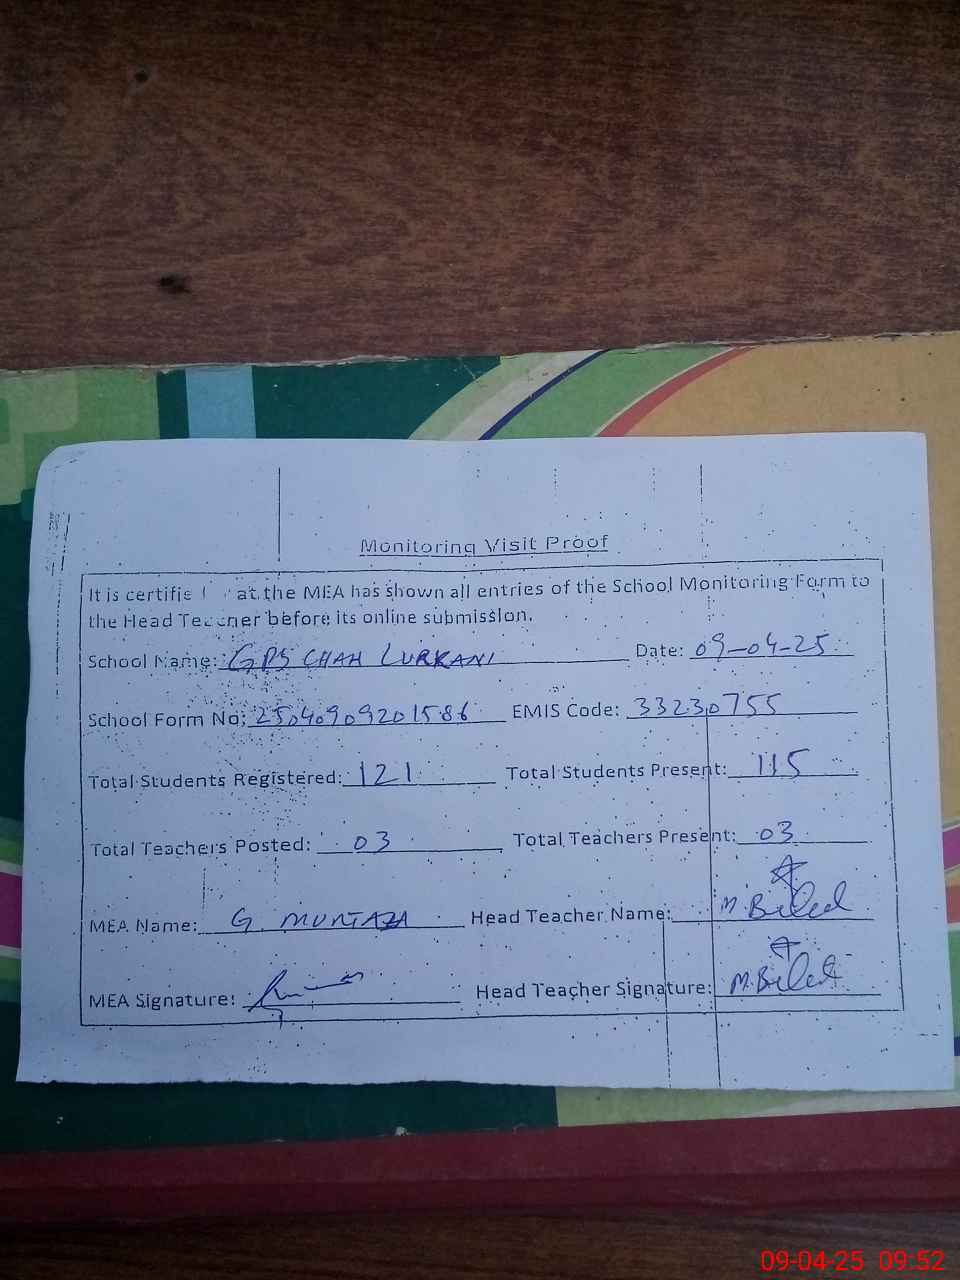 Monitoring Visit Proof
It is certifie at the MEA has shown all entries of the School Monitoring Form to
the Head Teacher before its online submission.
School Name: GPS CHAH LURKANI Date: 09-04-25
School Form No: 25040909201586 EMIS Code: 33230755
Total Students Registered: 121 Total Students Present: 115
Total Teachers Posted: 03 Total Teachers Present: 03
MEA Name: G. MURTAZA Head Teacher Name: M. Bilal
MEA Signature: Head Teacher Signature: M. Bilal
09-04-25 09:52